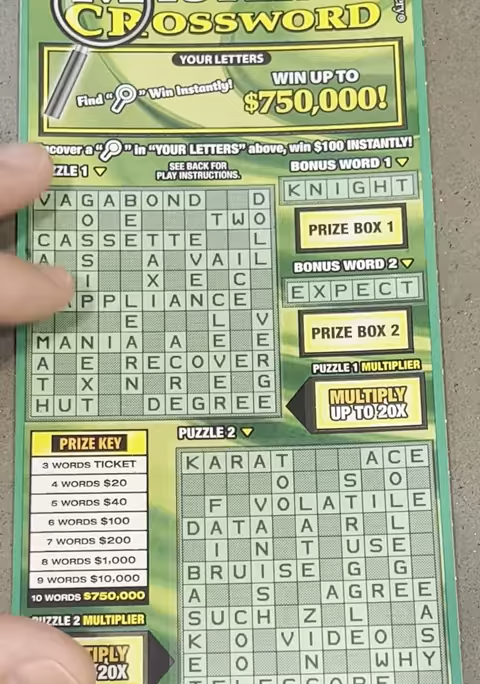 CROSSWORD
YOUR LETTERS
Find " " Win Instantly!
WIN UP TO
$750,000!
cover a " " in "YOUR LETTERS" above, win $100 INSTANTLY!
ZZLE 1
SEE BACK FOR
PLAY INSTRUCTIONS.
BONUS WORD 1
KNIGHT
PRIZE BOX 1
BONUS WORD 2
EXPECT
PRIZE BOX 2
PUZZLE 1 MULTIPLIER
MULTIPLY
UP TO 20X
VAGABOND D
O E TWO
CASSETTE L
A S A VAIL
I X E C
PPLIANCE
E L V
MANIA A E E
A E RECOVER
T X N R E G
HUT DEGREE
PRIZE KEY
3 WORDS TICKET
4 WORDS $20
5 WORDS $40
6 WORDS $100
7 WORDS $200
8 WORDS $1,000
9 WORDS $10,000
10 WORDS $750,000
PUZZLE 2 MULTIPLIER
IPLY
20X
PUZZLE 2
KARAT ACE
O S O
F VOLATILE
DATA A R L
I N T USE
BRUISE G G
A S AGREE
SUCH Z L A
K O VIDEO S
E O N WHY